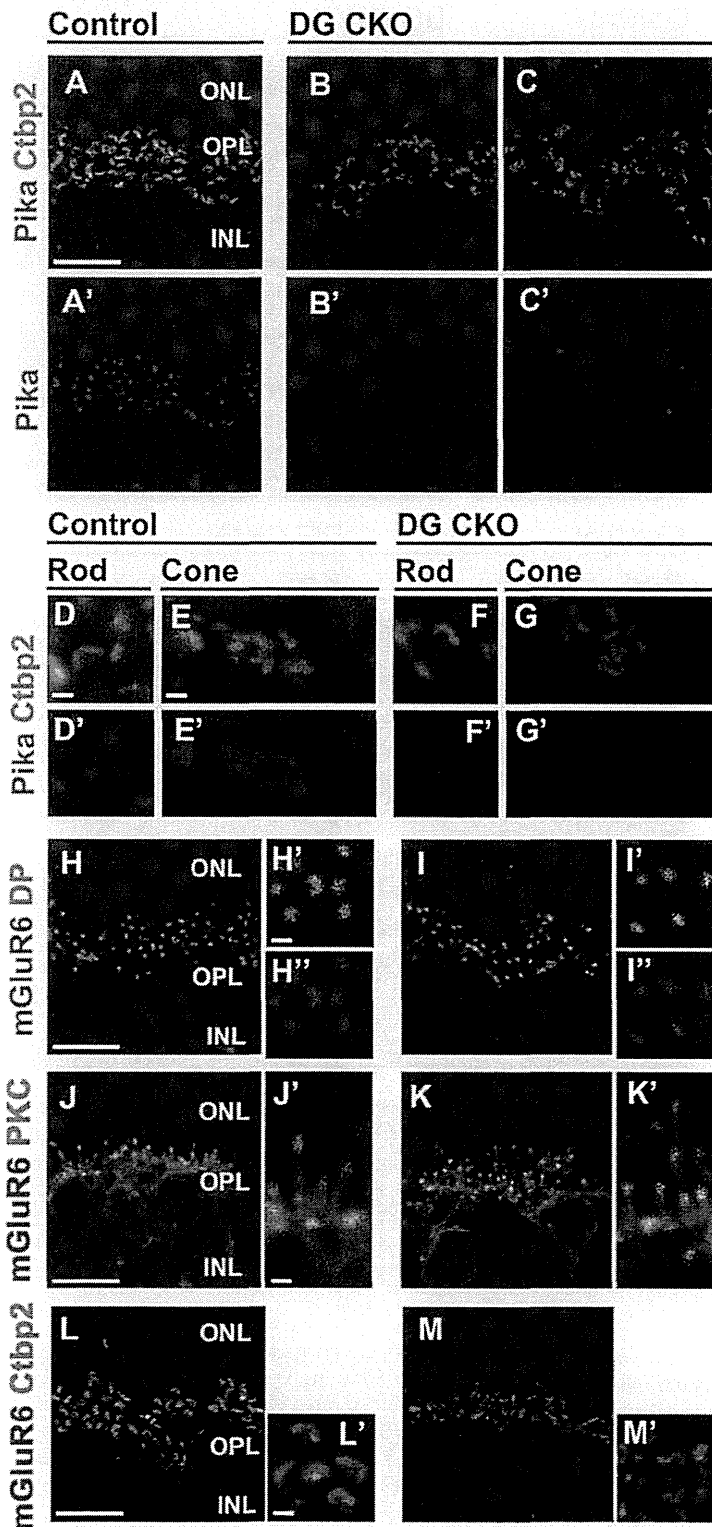 Control DG CKO
Pika Ctbp2
A ONL OPL INL
B
C
Pika
A'
B'
C'
Control DG CKO
Rod Cone Rod Cone
Pika Ctbp2
D
E
F
G
D'
E'
F'
G'
mGluR6 DP
H ONL OPL INL
H'
H''
I
I'
I''
mGluR6 PKC
J ONL OPL INL
J'
K
K'
mGluR6 Ctbp2
L ONL OPL INL
L'
M
M'